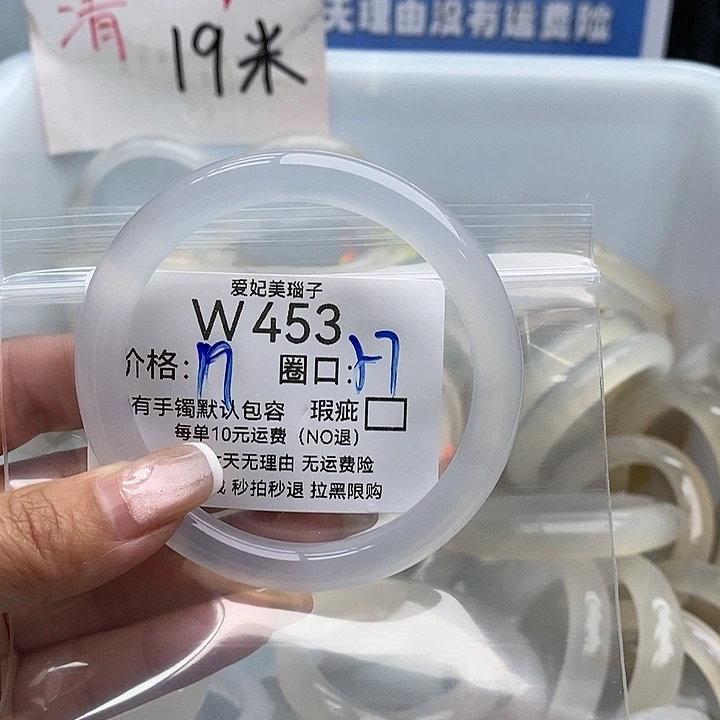 清
19米
天无理由没有运费险
爱妃美瑙子
W453
价格:19 圈口:57
有手镯默认包容 瑕疵
每单10元运费（NO退）
天无理由 无运费险
秒拍秒退 拉黑限购